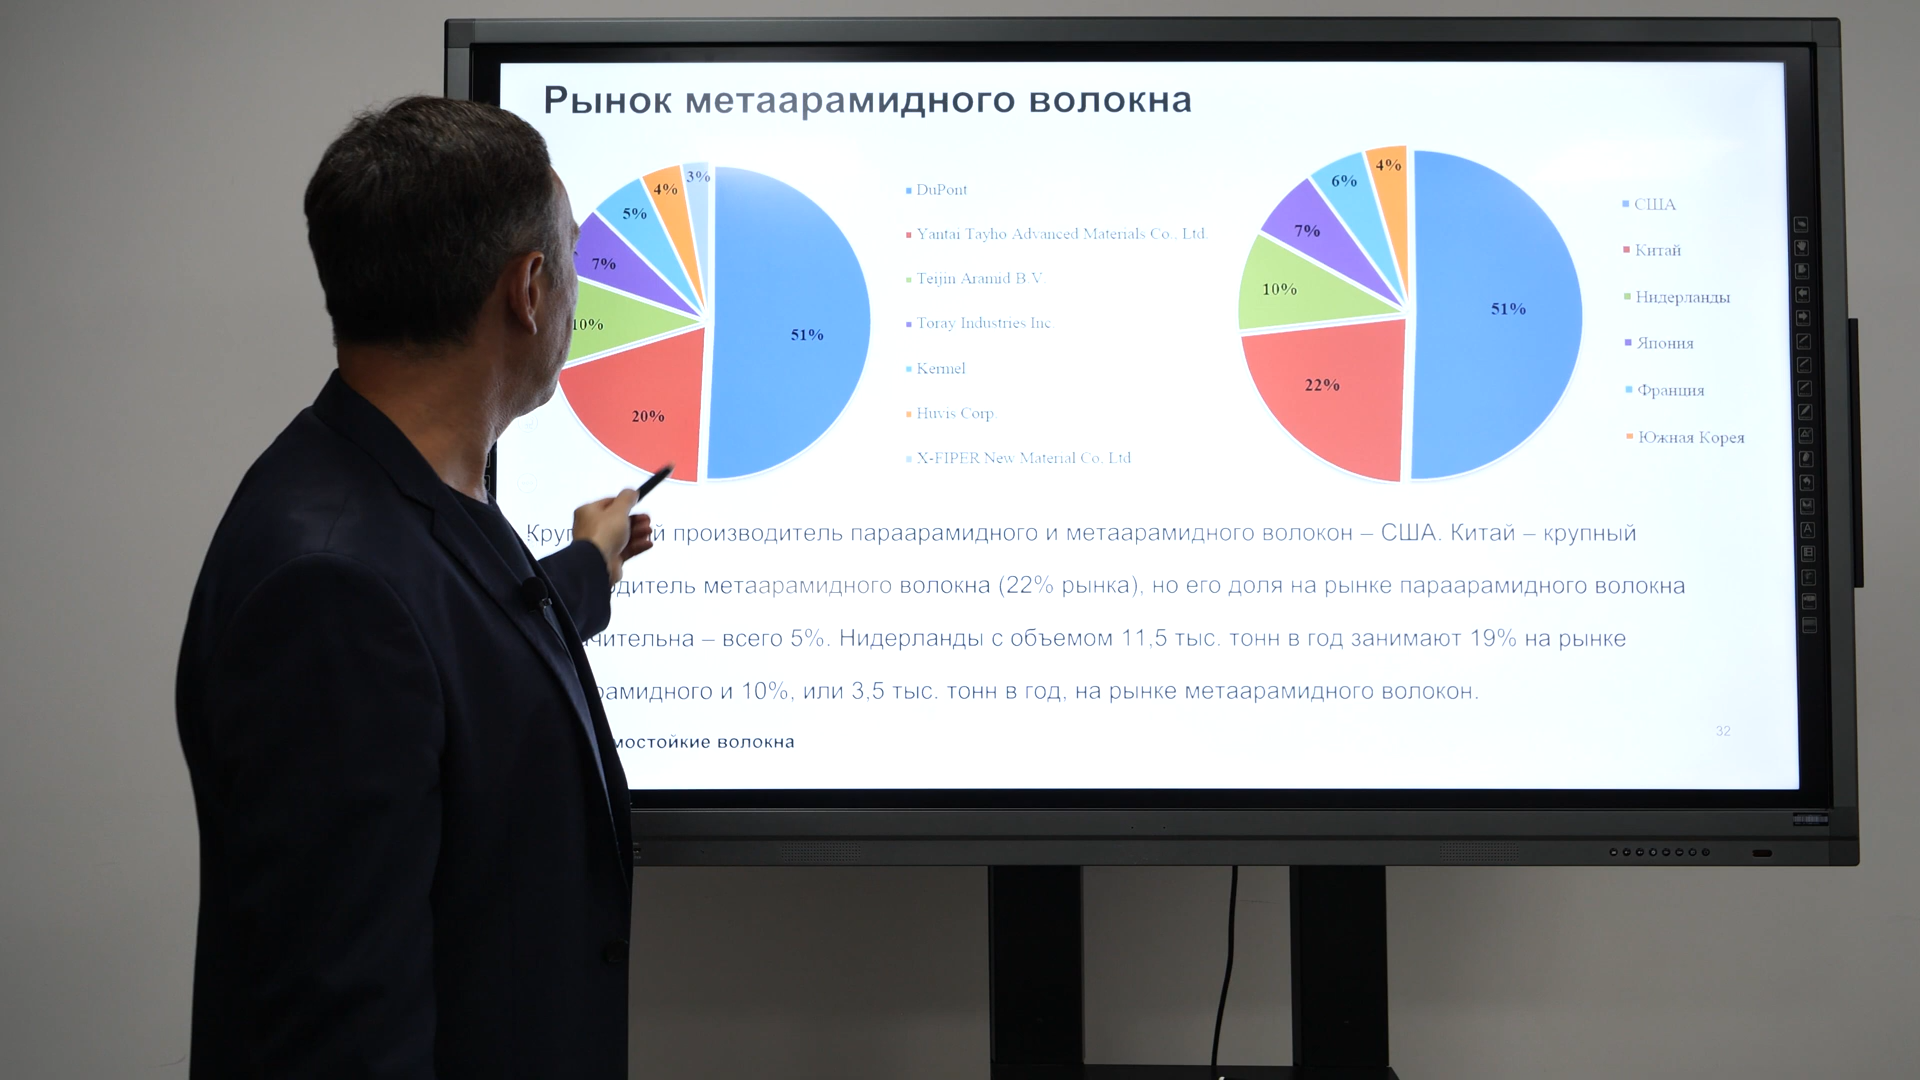 Рынок метаарамидного волокна
51%
20%
10%
7%
5%
4%
3%
DuPont
Yantai Tayho Advanced Materials Co., Ltd.
Teijin Aramid B.V.
Toray Industries Inc.
Kermel
Huvis Corp.
X-FIPER New Material Co, Ltd
51%
22%
10%
7%
6%
4%
США
Китай
Нидерланды
Япония
Франция
Южная Корея
производитель параарамидного и метаарамидного волокон – США. Китай – крупный
метаарамидного волокна (22% рынка), но его доля на рынке параарамидного волокна
– всего 5%. Нидерланды с объемом 11,5 тыс. тонн в год занимают 19% на рынке
и 10%, или 3,5 тыс. тонн в год, на рынке метаарамидного волокон.
волокна
32